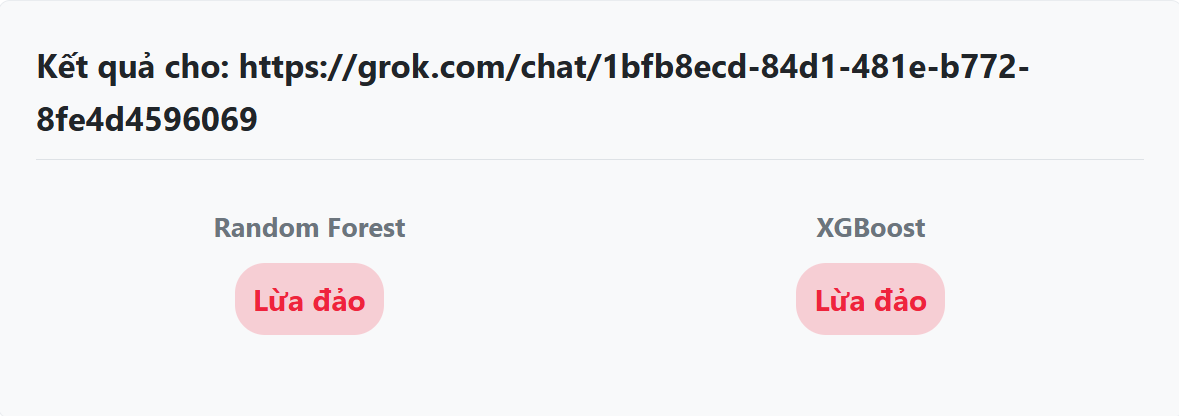 Kết quả cho: https://grok.com/chat/1bfb8ecd-84d1-481e-b772-
8fe4d4596069
Random Forest
XGBoost
Lừa đảo
Lừa đảo